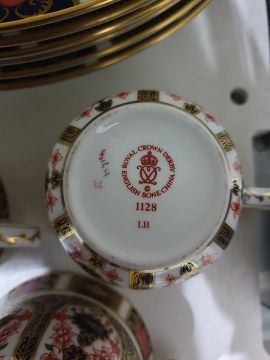 ROYAL CROWN DERBY
ENGLISH BONE CHINA
1128
LII